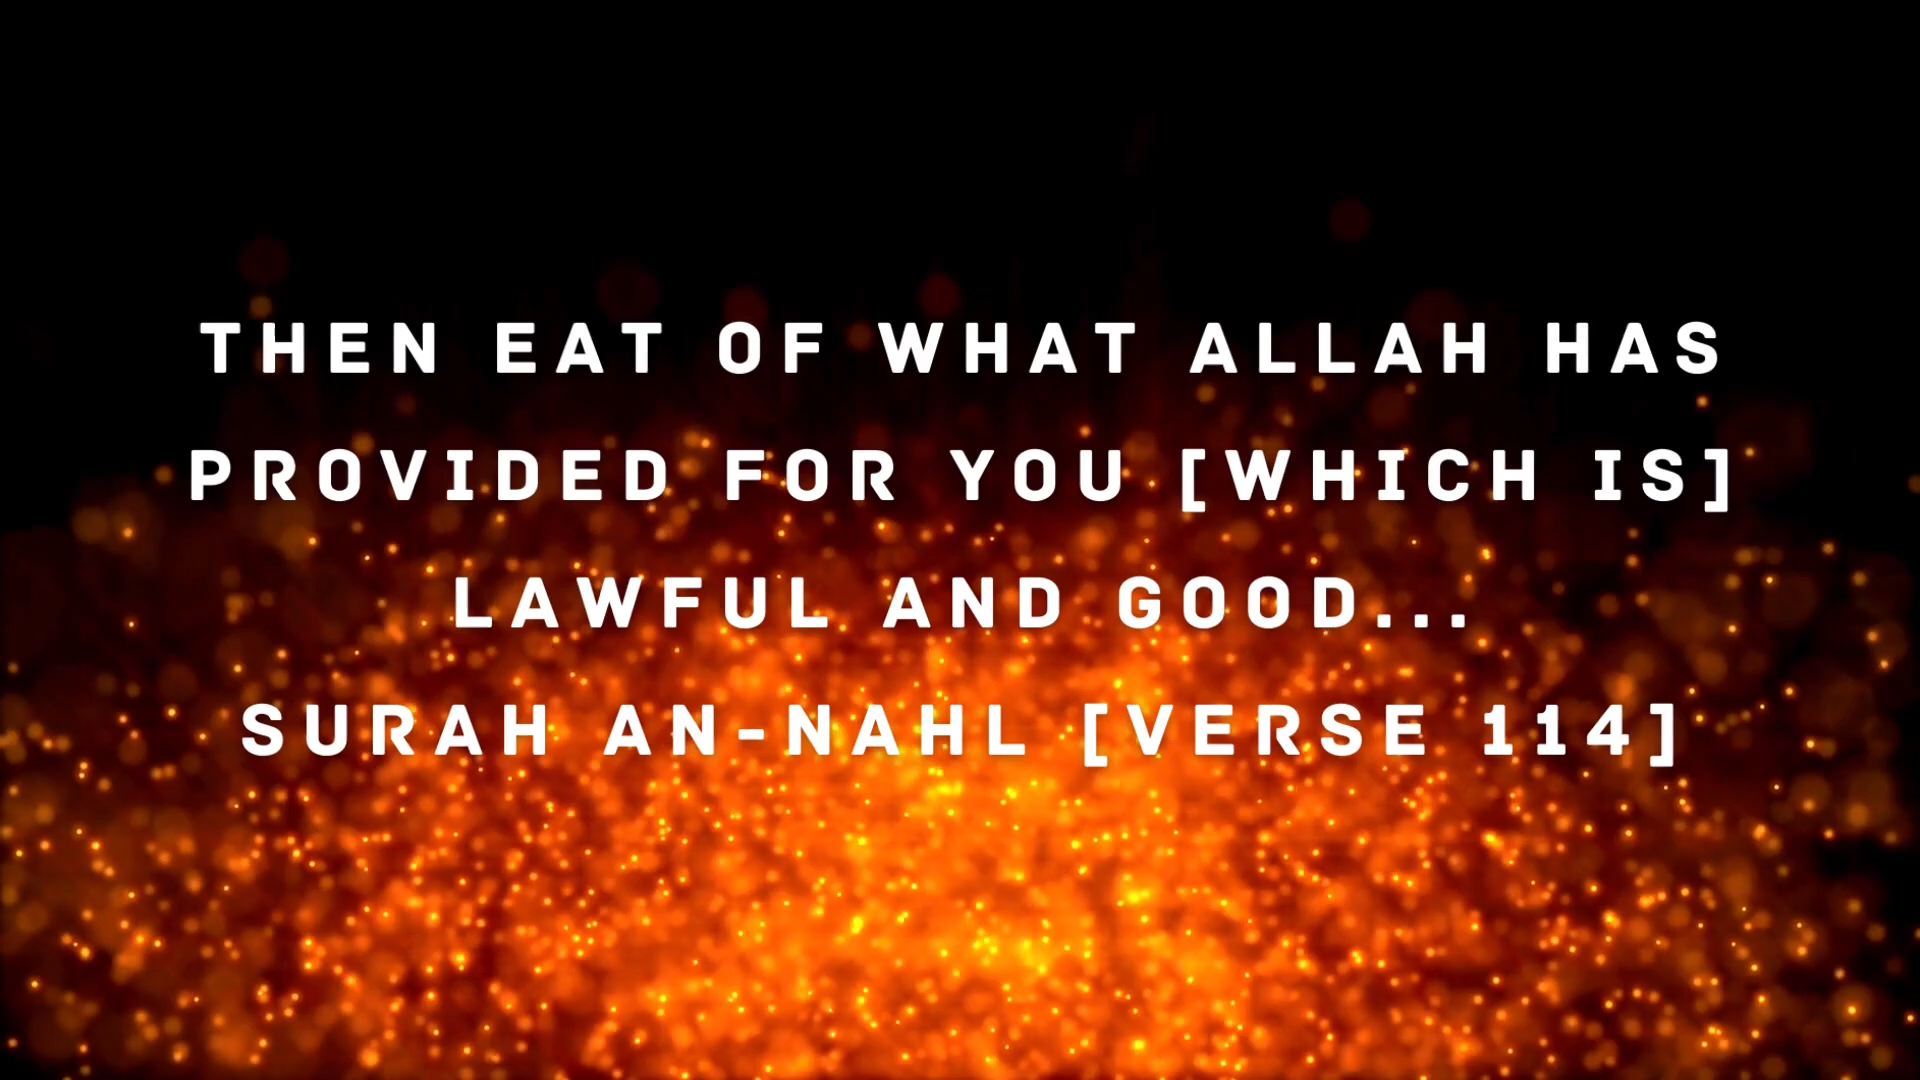 THEN EAT OF WHAT ALLAH HAS
PROVIDED FOR YOU [WHICH IS]
LAWFUL AND GOOD...
SURAH AN-NAHL [VERSE 114]